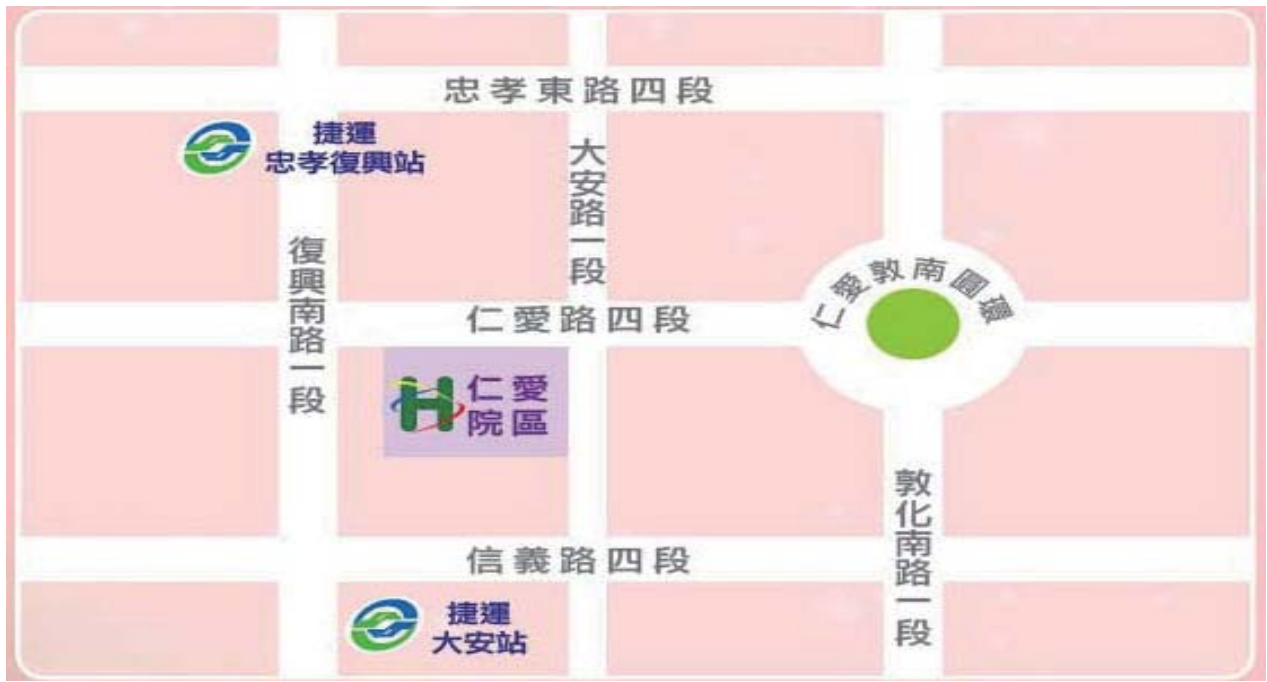 忠孝東路四段
捷運
忠孝復興站
大安路一段
復興南路一段
仁愛敦南圓環
仁愛路四段
仁愛
院區
敦化南路一段
信義路四段
捷運
大安站